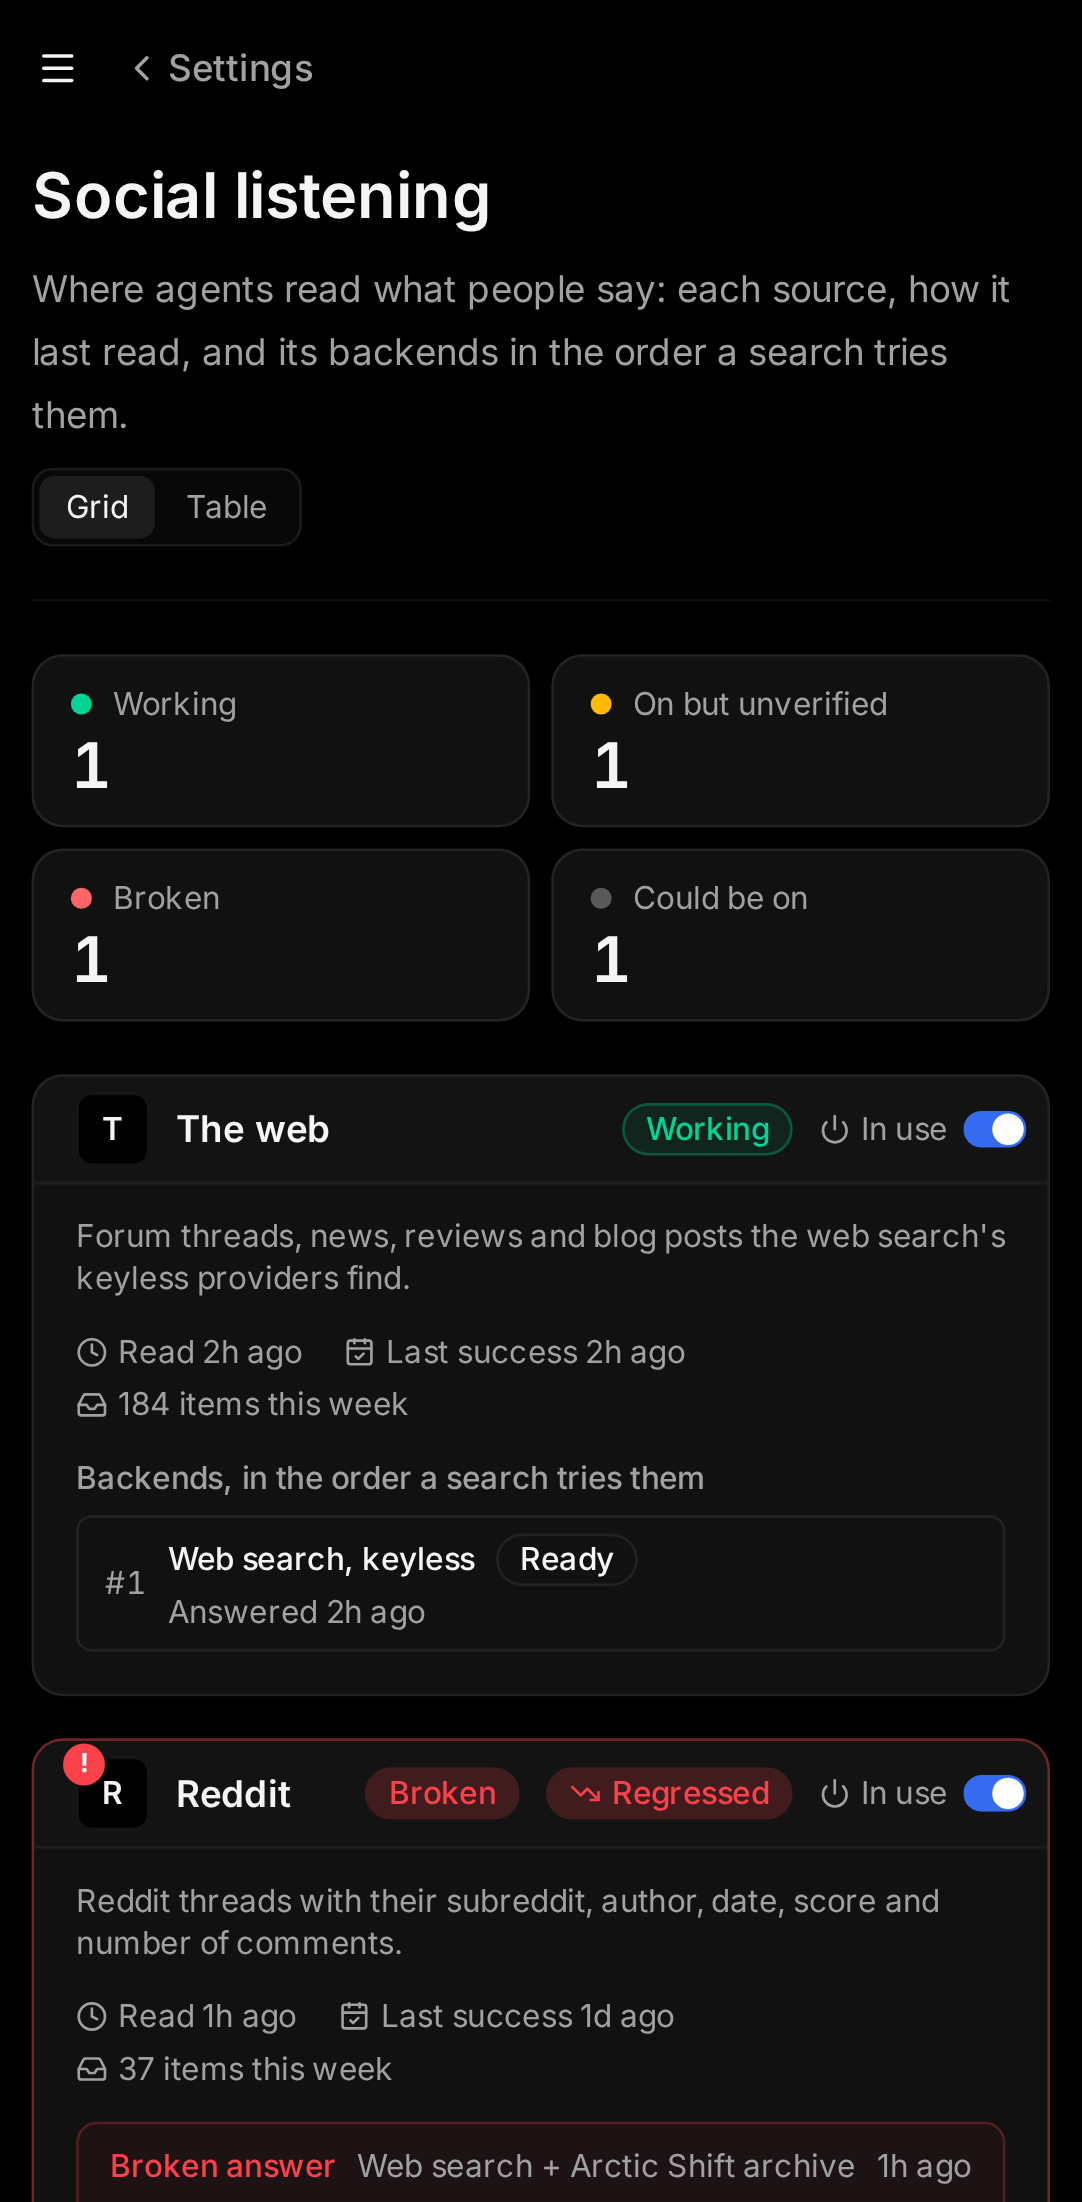 Settings
Social listening
Where agents read what people say: each source, how it
last read, and its backends in the order a search tries
them.
Grid Table
Working
1
On but unverified
1
Broken
1
Could be on
1
T The web Working In use
Forum threads, news, reviews and blog posts the web search's
keyless providers find.
Read 2h ago Last success 2h ago
184 items this week
Backends, in the order a search tries them
#1 Web search, keyless Ready
Answered 2h ago
! R Reddit Broken Regressed In use
Reddit threads with their subreddit, author, date, score and
number of comments.
Read 1h ago Last success 1d ago
37 items this week
Broken answer Web search + Arctic Shift archive 1h ago